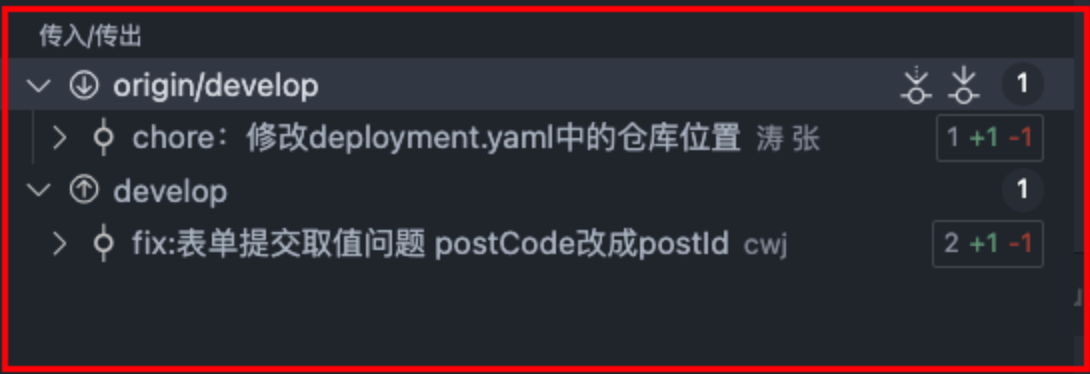 传入/传出
origin/develop 1
chore：修改deployment.yaml中的仓库位置 涛 张 1 +1 -1
develop 1
fix:表单提交取值问题 postCode改成postId cwj 2 +1 -1